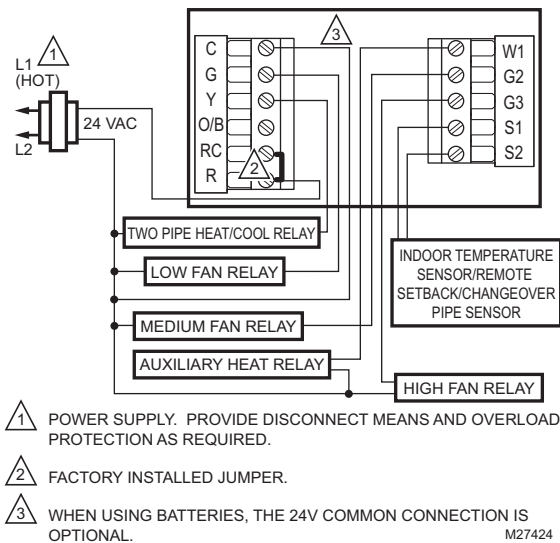 L1
(HOT)
1
24 VAC
L2
C
G
Y
O/B
RC
R
2
3
W1
G2
G3
S1
S2
TWO PIPE HEAT/COOL RELAY
LOW FAN RELAY
MEDIUM FAN RELAY
AUXILIARY HEAT RELAY
INDOOR TEMPERATURE
SENSOR/REMOTE
SETBACK/CHANGEOVER
PIPE SENSOR
HIGH FAN RELAY
1 POWER SUPPLY. PROVIDE DISCONNECT MEANS AND OVERLOAD
PROTECTION AS REQUIRED.
2 FACTORY INSTALLED JUMPER.
3 WHEN USING BATTERIES, THE 24V COMMON CONNECTION IS
OPTIONAL.
M27424